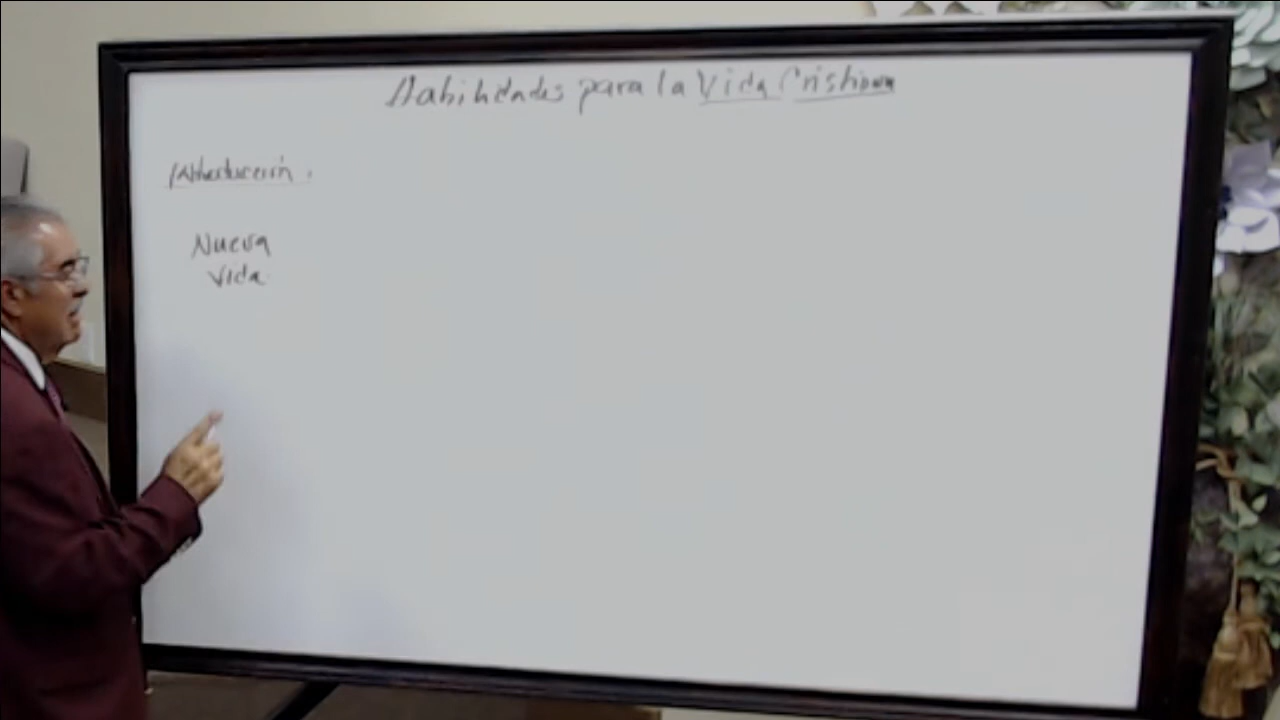 Habilidades para la Vida Cristiana
Introducción.
Nueva
Vida